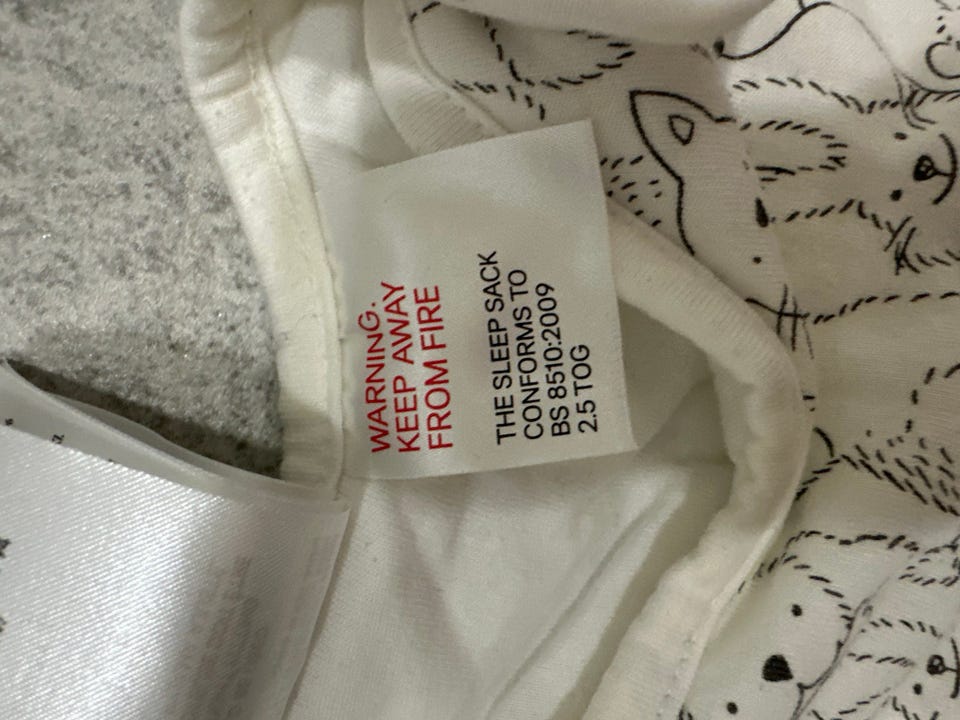 WARNING.
KEEP AWAY
FROM FIRE
THE SLEEP SACK
CONFORMS TO
BS 8510:2009
2.5 TOG